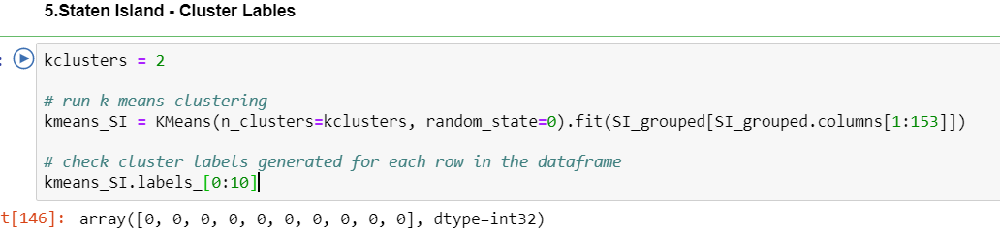 5.Staten Island - Cluster Lables
:
kclusters = 2
# run k-means clustering
kmeans_SI = KMeans(n_clusters=kclusters, random_state=0).fit(SI_grouped[SI_grouped.columns[1:153]])
# check cluster labels generated for each row in the dataframe
kmeans_SI.labels_[0:10]
t[146]: array([0, 0, 0, 0, 0, 0, 0, 0, 0, 0], dtype=int32)